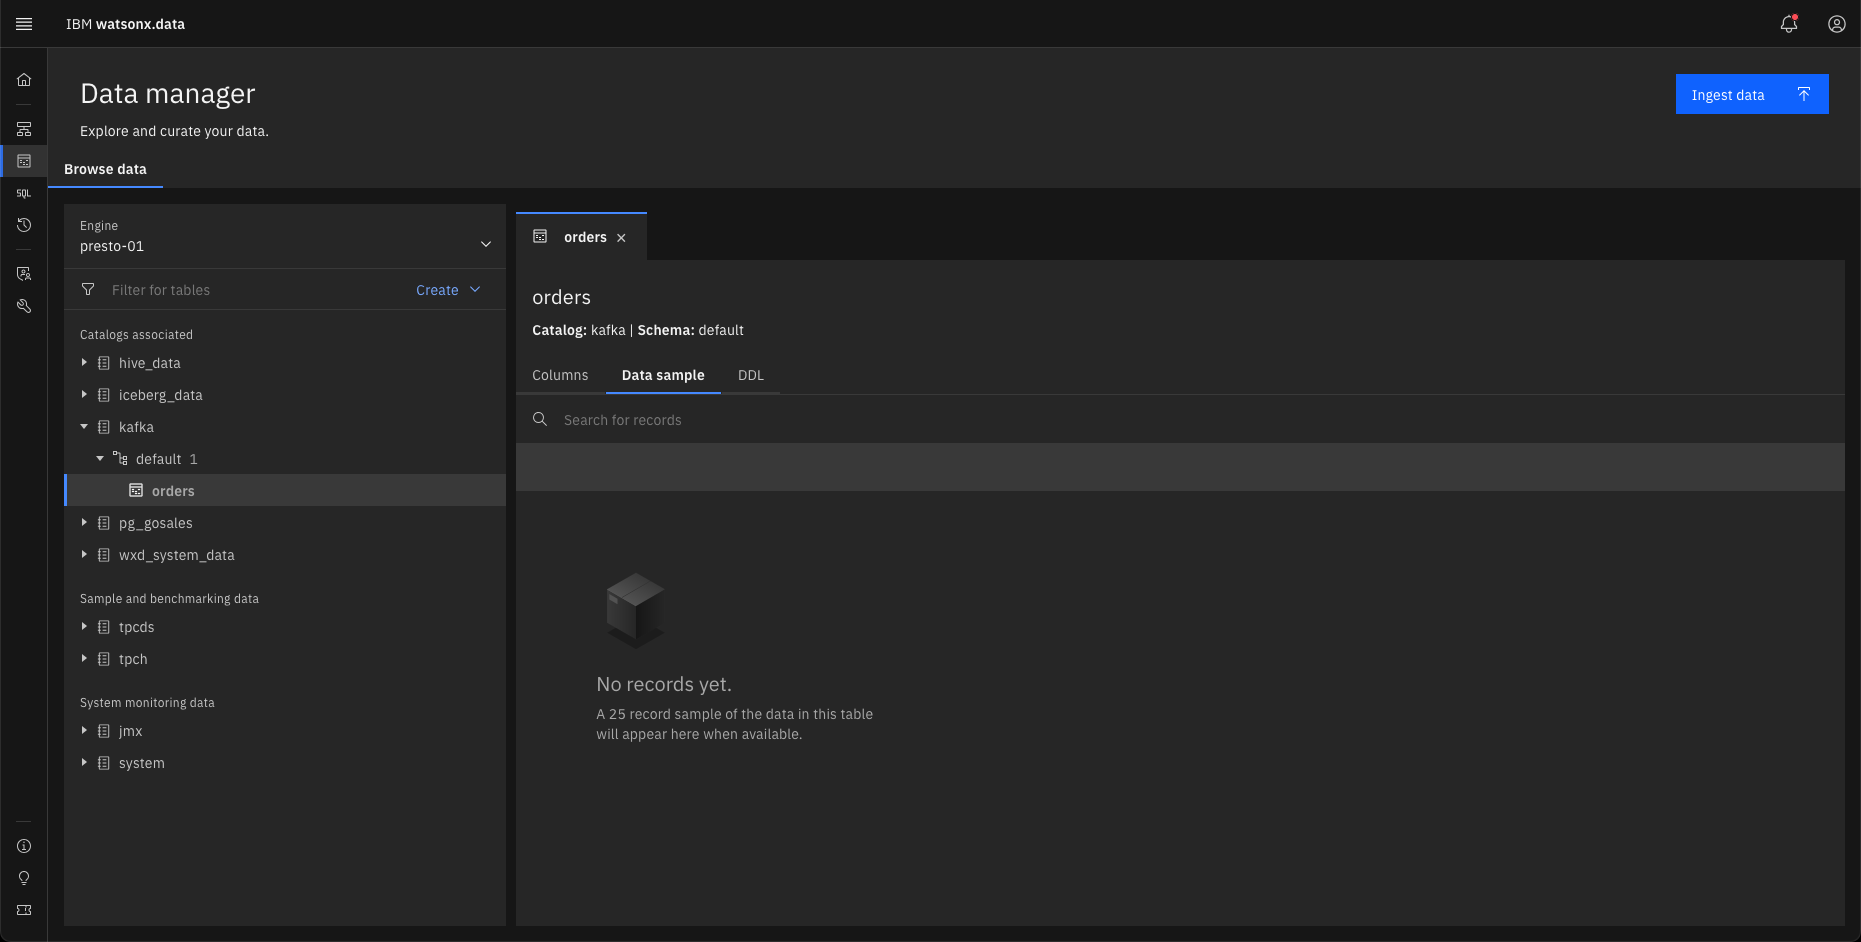 IBM watsonx.data
Data manager
Explore and curate your data.
Ingest data
Browse data
SQL
Engine
presto-01
Filter for tables
Create
Catalogs associated
hive_data
iceberg_data
kafka
default 1
orders
pg_gosales
wxd_system_data
Sample and benchmarking data
tpcds
tpch
System monitoring data
jmx
system
orders
orders
Catalog: kafka | Schema: default
Columns
Data sample
DDL
Search for records
No records yet.
A 25 record sample of the data in this table
will appear here when available.